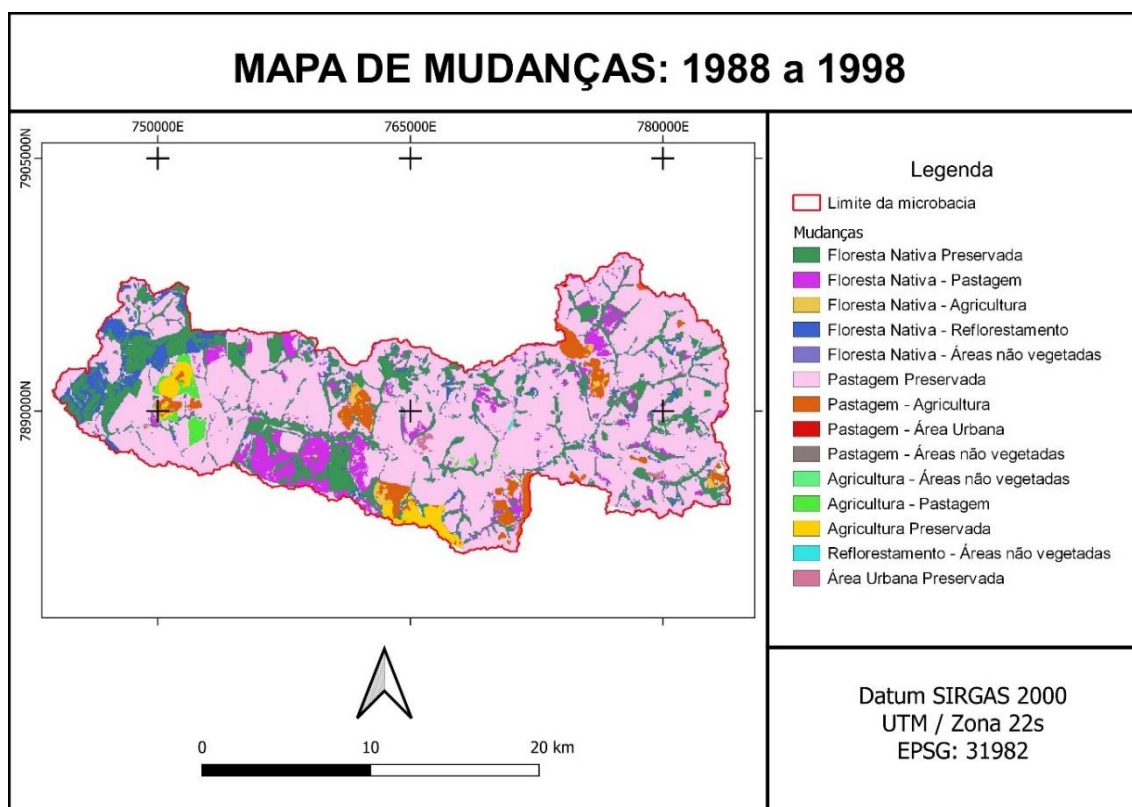 MAPA DE MUDANÇAS: 1988 a 1998
750000E
765000E
780000E
7905000N
7890000N
0
10
20 km
Legenda
Limite da microbacia
Mudanças
Floresta Nativa Preservada
Floresta Nativa - Pastagem
Floresta Nativa - Agricultura
Floresta Nativa - Reflorestamento
Floresta Nativa - Áreas não vegetadas
Pastagem Preservada
Pastagem - Agricultura
Pastagem - Área Urbana
Pastagem - Áreas não vegetadas
Agricultura - Áreas não vegetadas
Agricultura - Pastagem
Agricultura Preservada
Reflorestamento - Áreas não vegetadas
Área Urbana Preservada
Datum SIRGAS 2000
UTM / Zona 22s
EPSG: 31982